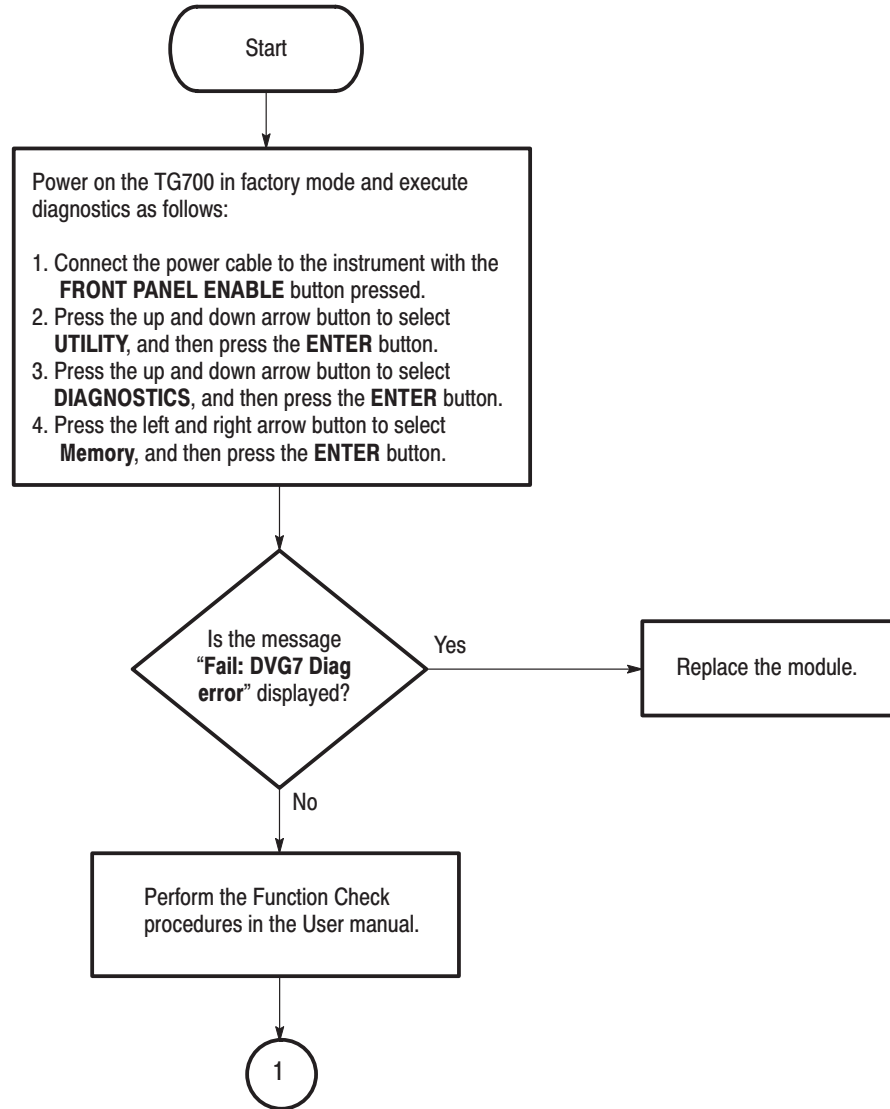 Start
Power on the TG700 in factory mode and execute
diagnostics as follows:
1. Connect the power cable to the instrument with the
FRONT PANEL ENABLE button pressed.
2. Press the up and down arrow button to select
UTILITY, and then press the ENTER button.
3. Press the up and down arrow button to select
DIAGNOSTICS, and then press the ENTER button.
4. Press the left and right arrow button to select
Memory, and then press the ENTER button.
Is the message
“Fail: DVG7 Diag
error” displayed?
Yes
Replace the module.
No
Perform the Function Check
procedures in the User manual.
1